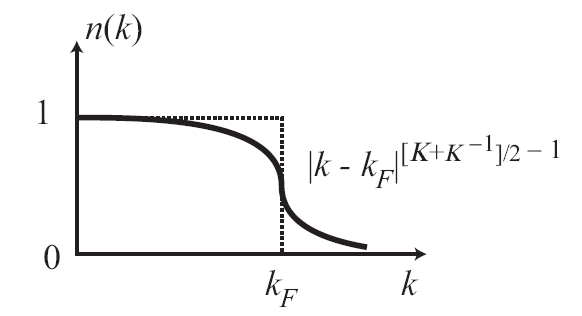 n(k)
1
|k - k_F|^{[K+K^{-1}]/2 - 1}
0
k_F
k